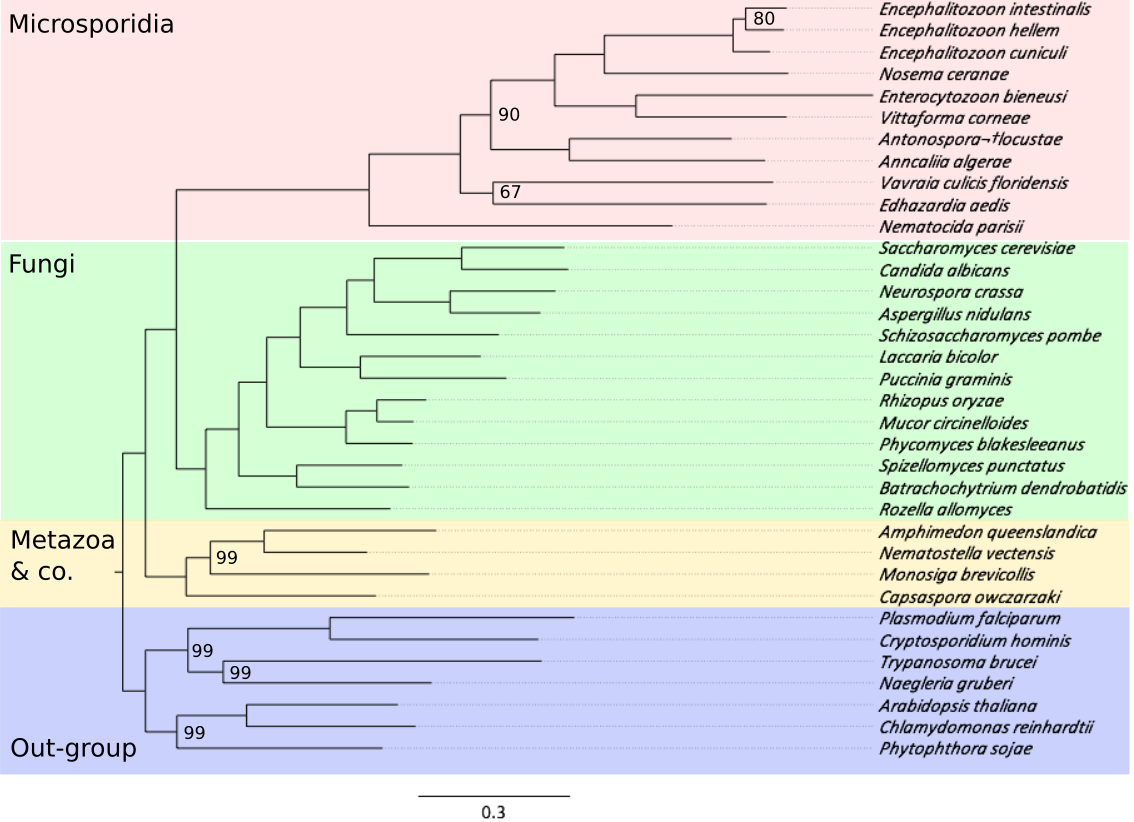 Microsporidia
Encephalitozoon intestinalis
80
Encephalitozoon hellem
Encephalitozoon cuniculi
Nosema ceranae
Enterocytozoon bieneusi
90
Vittaforma corneae
Antonospora¬†locustae
Anncaliia algerae
Vavraia culicis floridensis
67
Edhazardia aedis
Nematocida parisii
Fungi
Saccharomyces cerevisiae
Candida albicans
Neurospora crassa
Aspergillus nidulans
Schizosaccharomyces pombe
Laccaria bicolor
Puccinia graminis
Rhizopus oryzae
Mucor circinelloides
Phycomyces blakesleeanus
Spizellomyces punctatus
Batrachochytrium dendrobatidis
Rozella allomyces
Metazoa
& co.
Amphimedon queenslandica
99
Nematostella vectensis
Monosiga brevicollis
Capsaspora owczarzaki
Plasmodium falciparum
Cryptosporidium hominis
99
Trypanosoma brucei
99
Naegleria gruberi
Arabidopsis thaliana
99
Chlamydomonas reinhardtii
Out-group
Phytophthora sojae
0.3